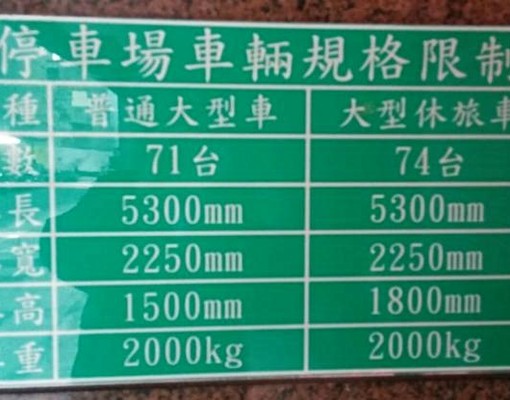 停車場車輛規格限制
種 普通大型車 大型休旅車
數 71台 74台
長 5300mm 5300mm
寬 2250mm 2250mm
高 1500mm 1800mm
重 2000kg 2000kg